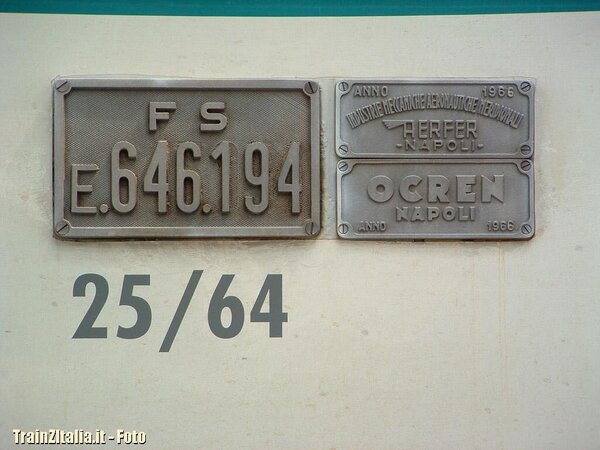 FS
E.646.194
ANNO 1966
INDUSTRIE MECCANICHE AERONAUTICHE MERIDIONALI
AERFER
-NAPOLI-
OCREN
NAPOLI
ANNO 1966
25/64
TrainZItalia.it - Foto